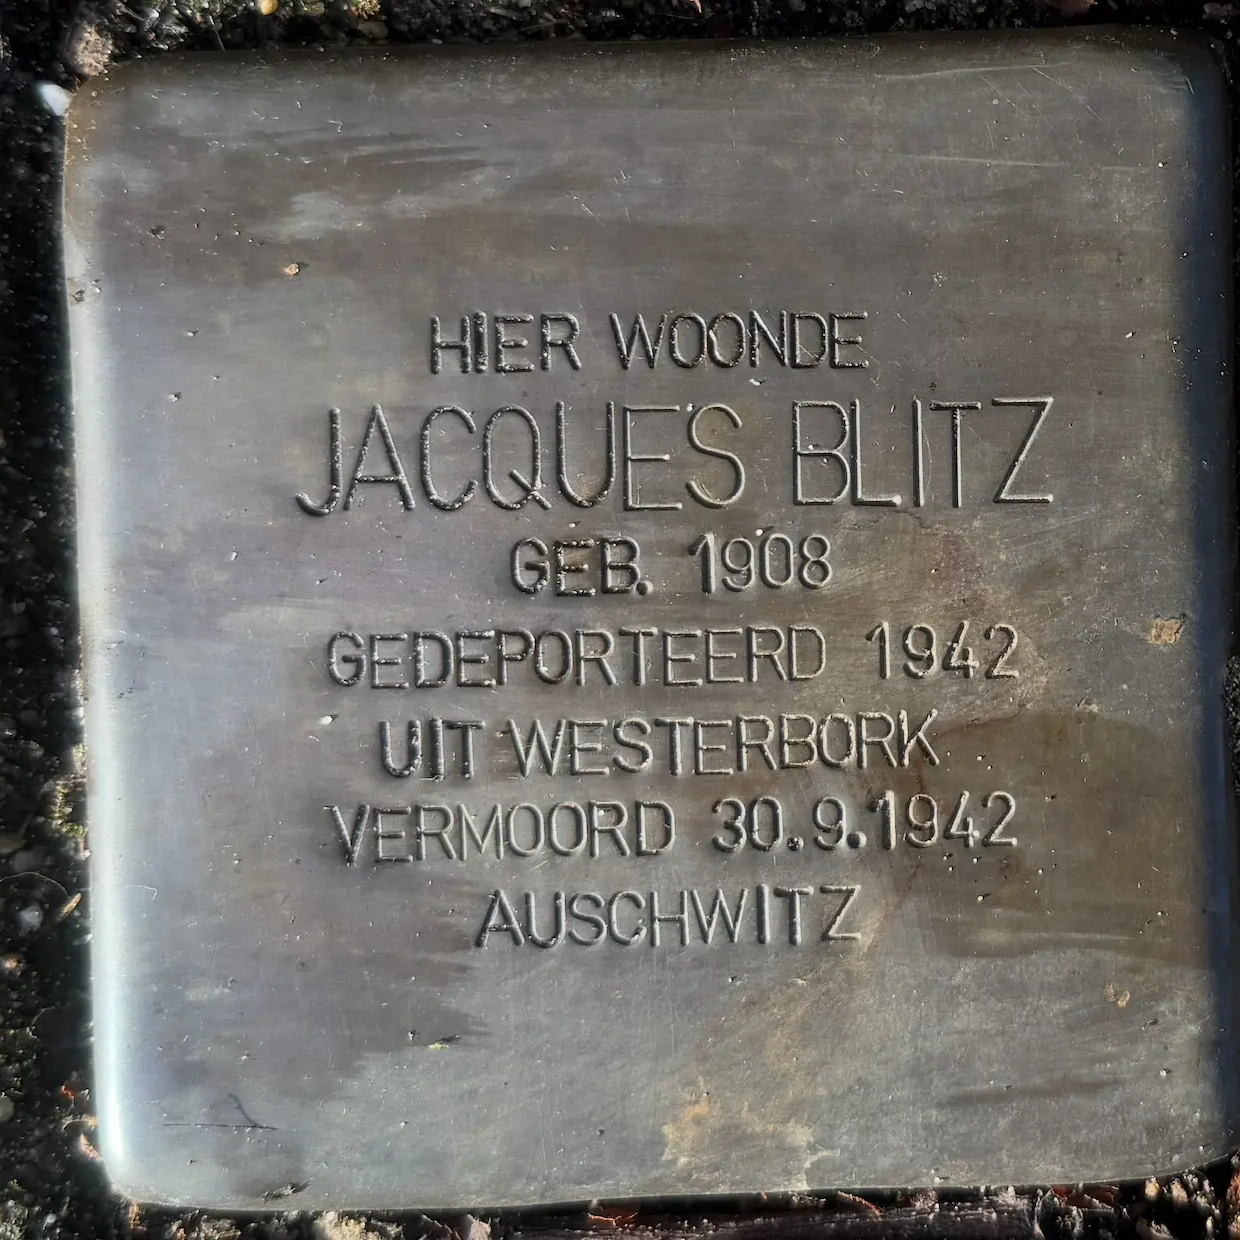 HIER WOONDE
JACQUES BLITZ
GEB. 1908
GEDEPORTEERD 1942
UIT WESTERBORK
VERMOORD 30.9.1942
AUSCHWITZ